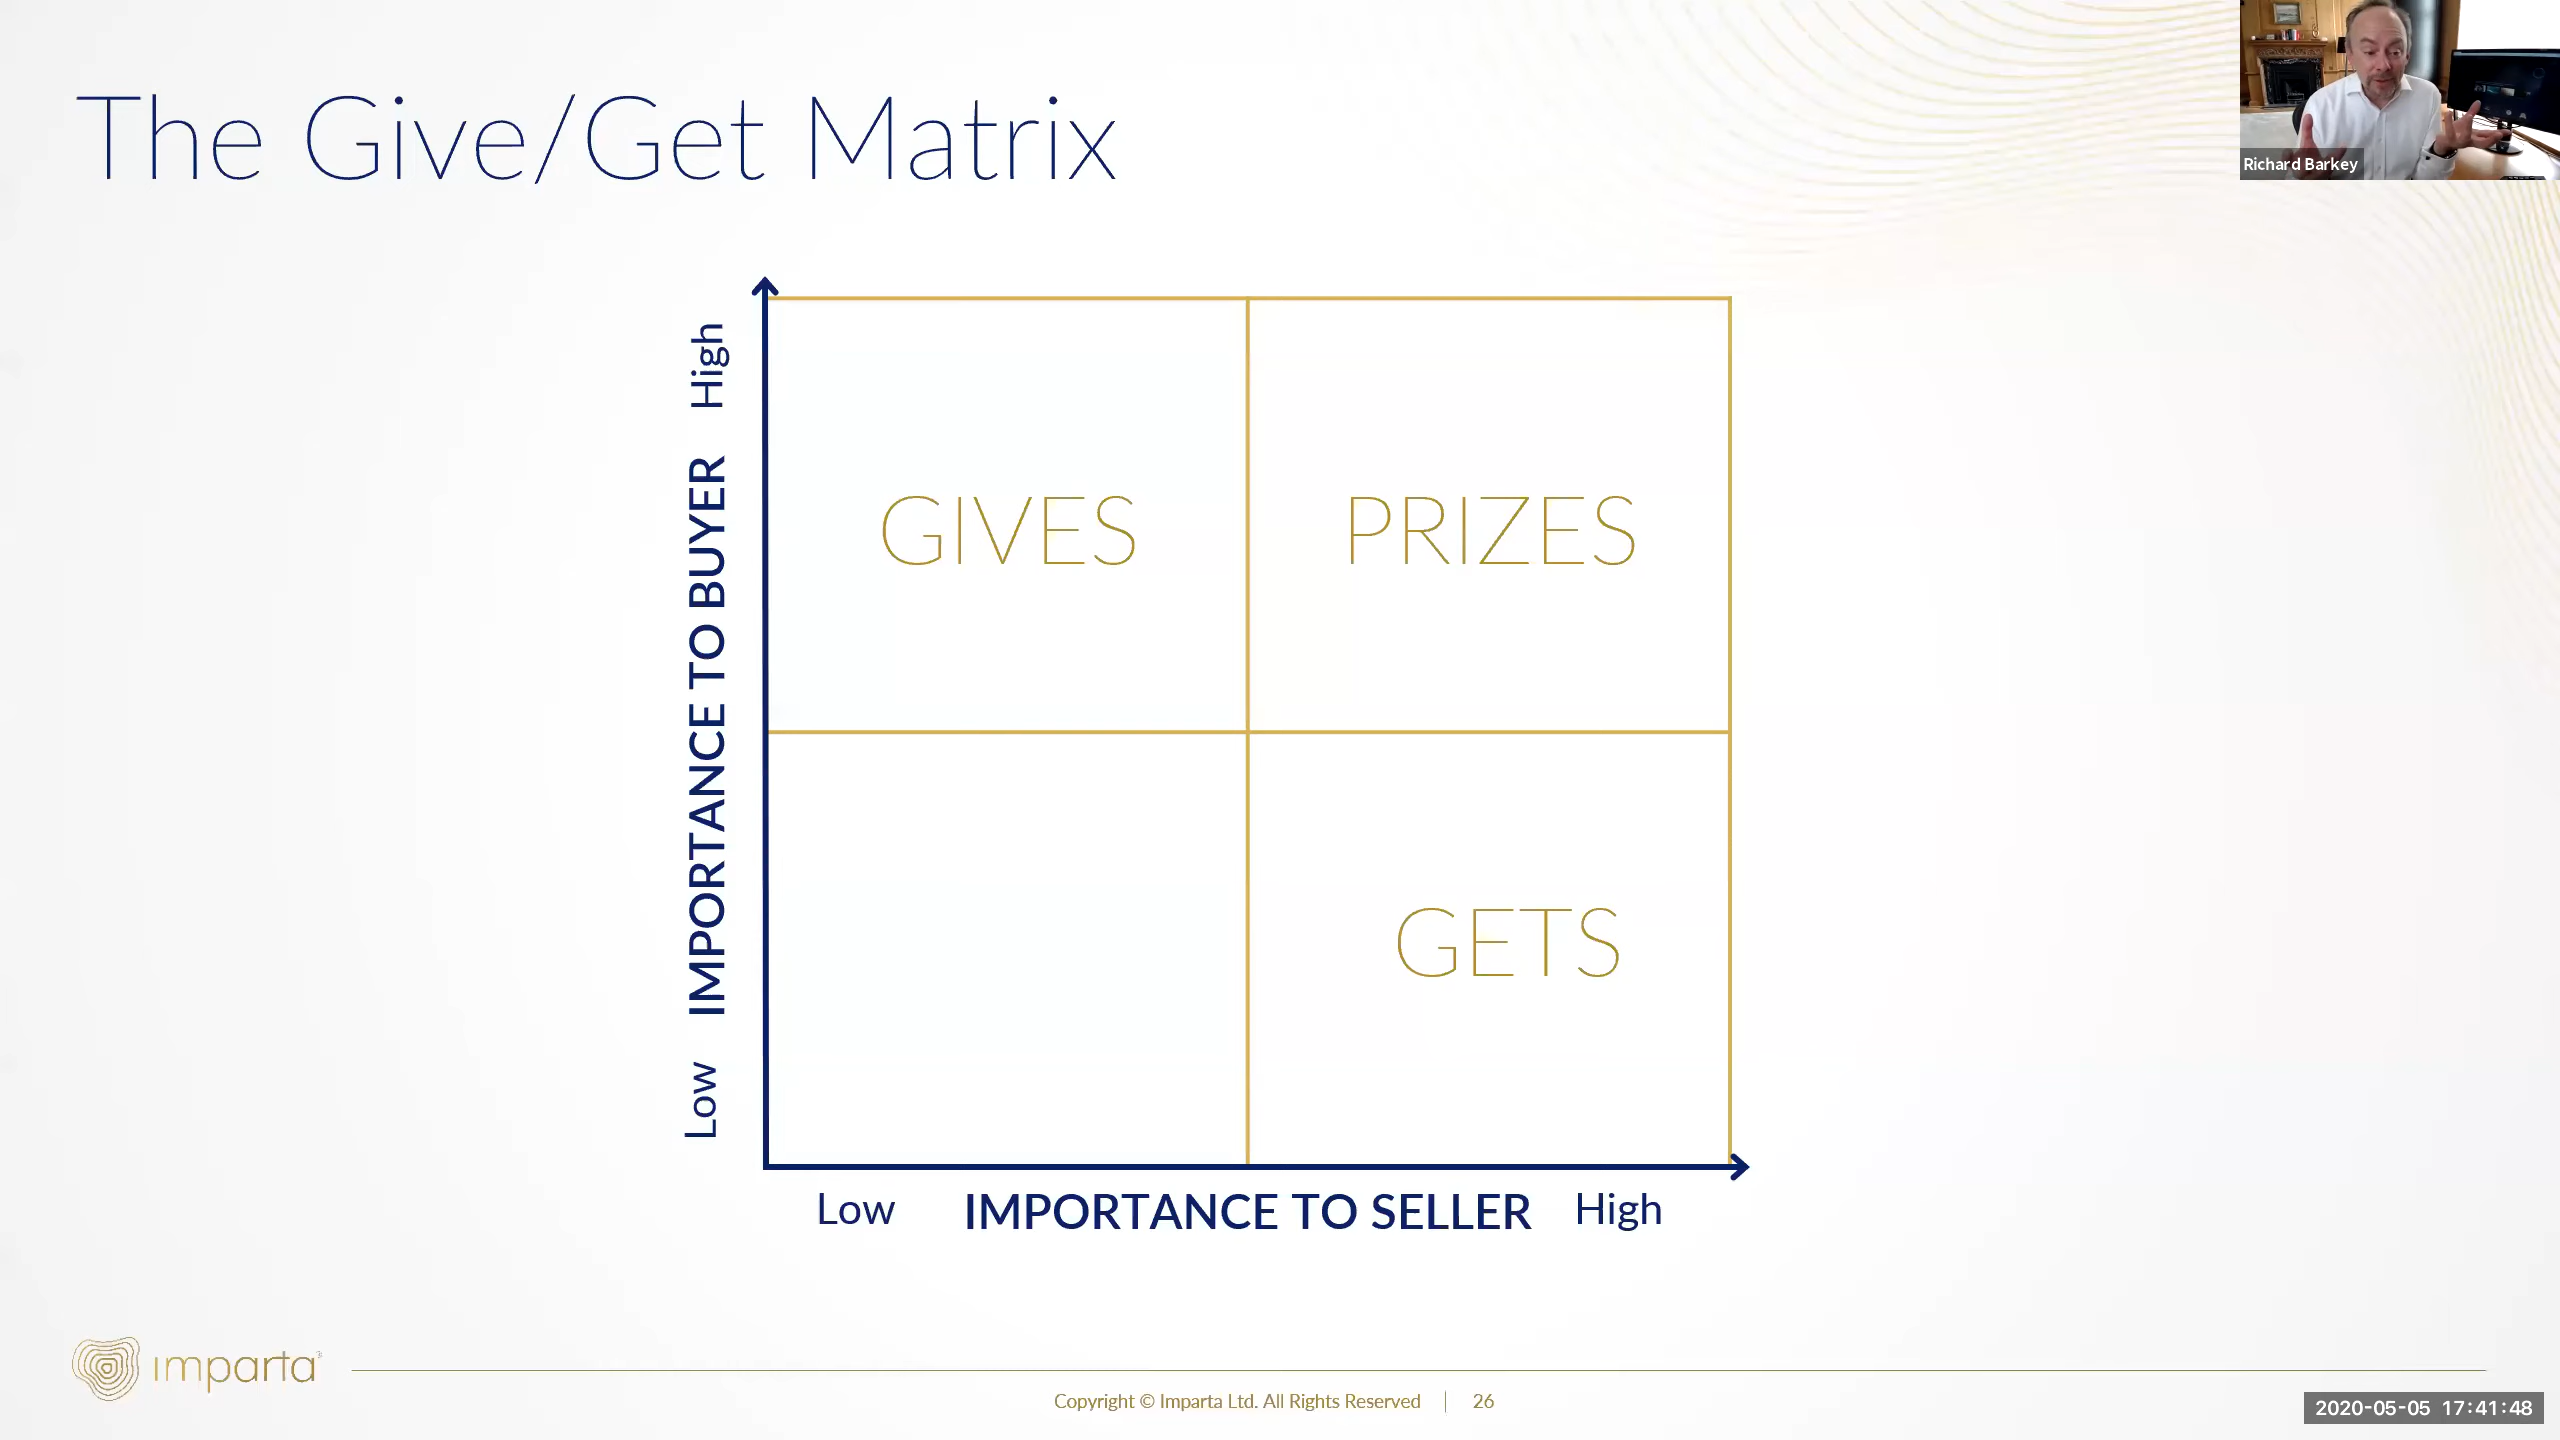 The Give/Get Matrix
Richard Barkey
High
IMPORTANCE TO BUYER
Low
GIVES
PRIZES
GETS
Low
IMPORTANCE TO SELLER
High
imparta
Copyright © Imparta Ltd. All Rights Reserved | 26
2020-05-05 17:41:48